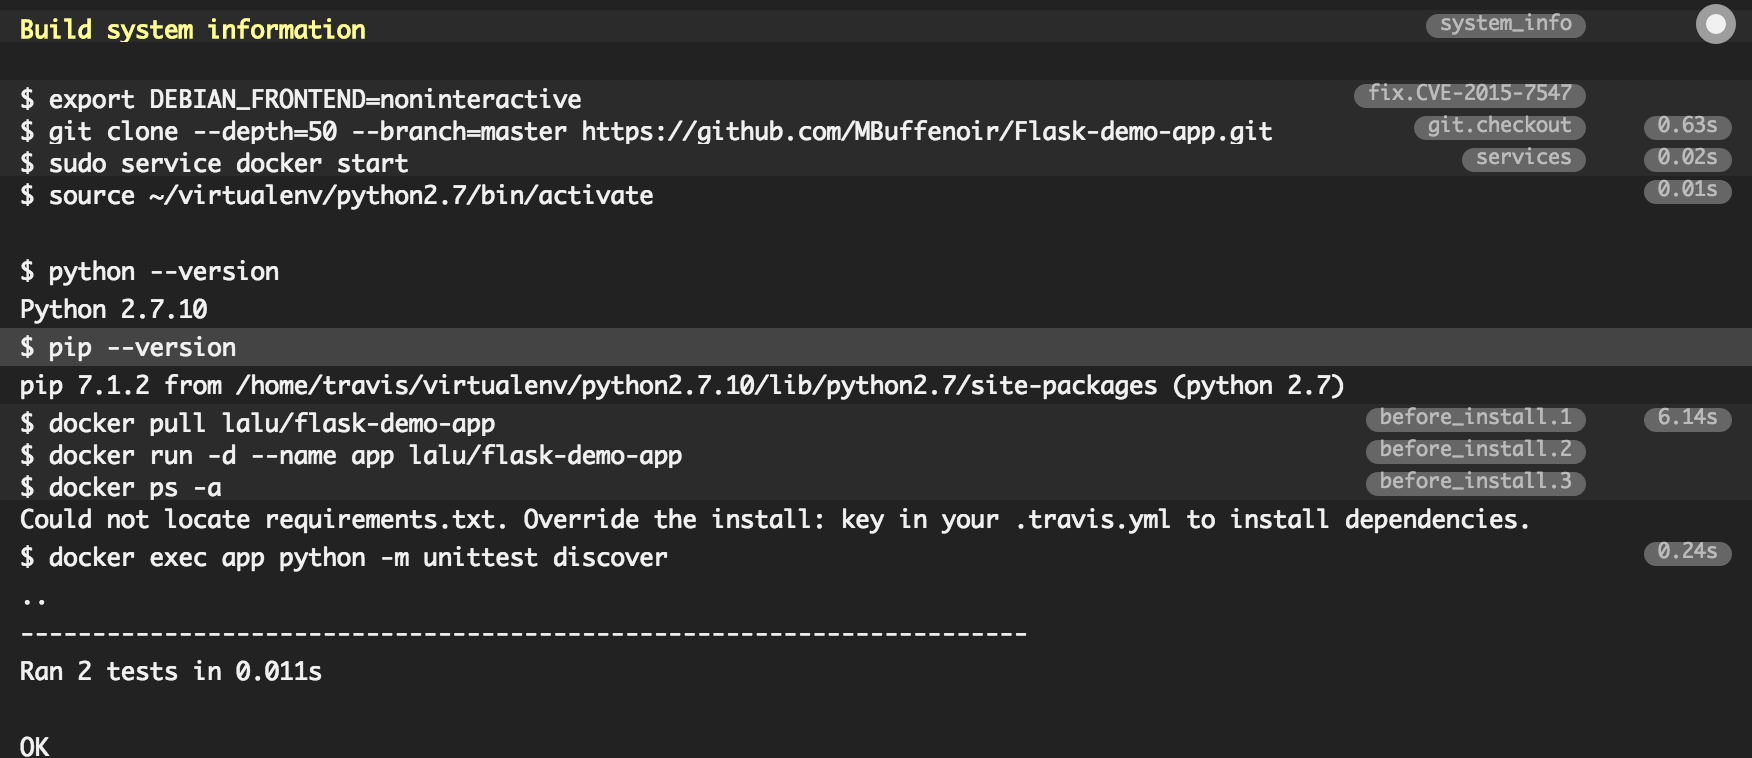 Build system information system_info
$ export DEBIAN_FRONTEND=noninteractive fix.CVE-2015-7547
$ git clone --depth=50 --branch=master https://github.com/MBuffenoir/Flask-demo-app.git git.checkout 0.63s
$ sudo service docker start services 0.02s
$ source ~/virtualenv/python2.7/bin/activate 0.01s
$ python --version
Python 2.7.10
$ pip --version
pip 7.1.2 from /home/travis/virtualenv/python2.7.10/lib/python2.7/site-packages (python 2.7)
$ docker pull lalu/flask-demo-app before_install.1 6.14s
$ docker run -d --name app lalu/flask-demo-app before_install.2
$ docker ps -a before_install.3
Could not locate requirements.txt. Override the install: key in your .travis.yml to install dependencies.
$ docker exec app python -m unittest discover 0.24s
..
----------------------------------------------------------------------
Ran 2 tests in 0.011s
OK